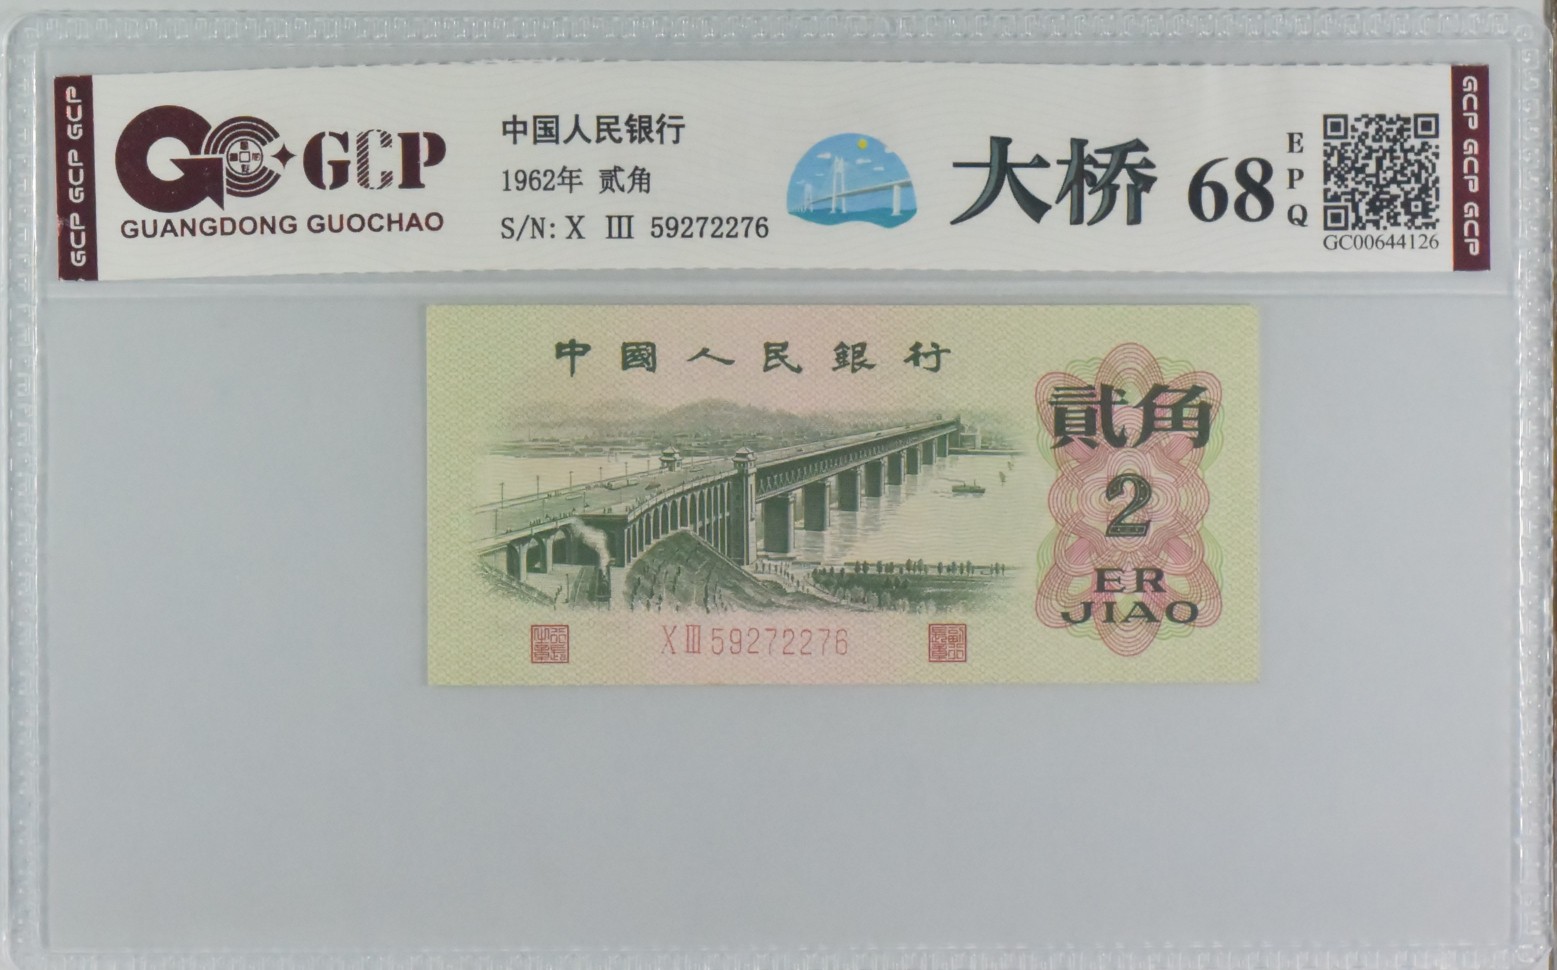 GCP GCP GCP
GCP
GUANGDONG GUOCHAO
中国人民银行
1962年 贰角
S/N: X Ⅲ 59272276
大桥 68 EPQ
GC00644126
GCP GCP GCP
中國人民銀行
貳角
2
ER
JIAO
XⅢ59272276